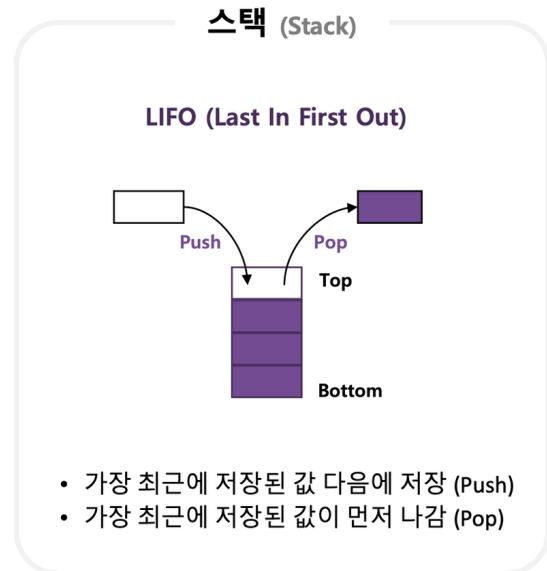 스택 (Stack)
LIFO (Last In First Out)
Push
Pop
Top
Bottom
• 가장 최근에 저장된 값 다음에 저장 (Push)
• 가장 최근에 저장된 값이 먼저 나감 (Pop)